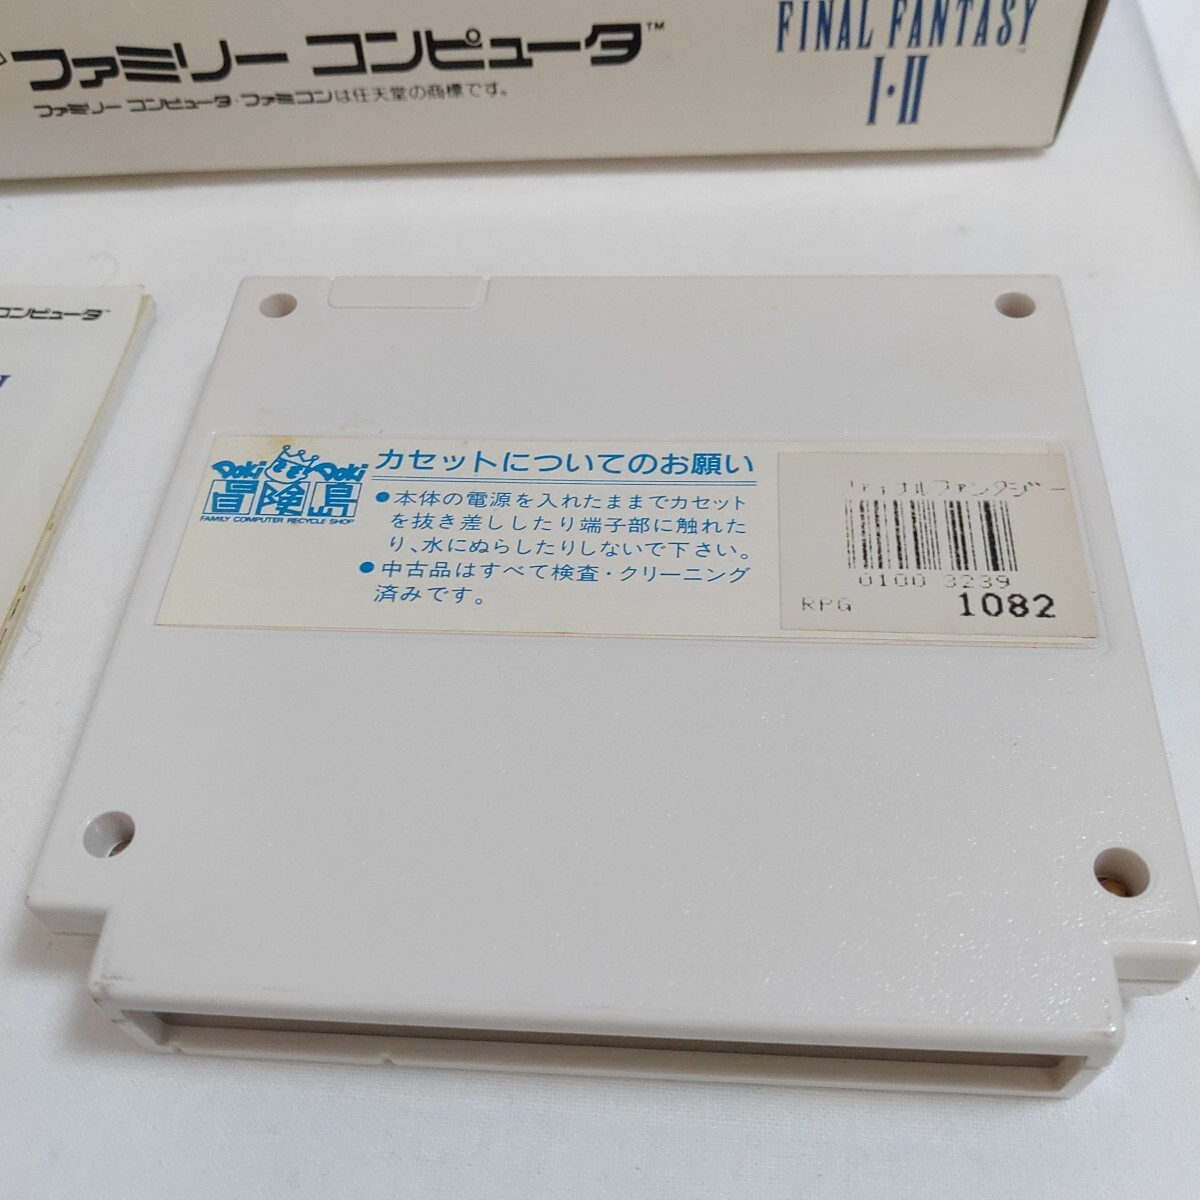 ファミリー コンピュータ™
ファミリー コンピュータ・ファミコンは任天堂の商標です。
FINAL FANTASY
I・II
コンピュータ
Doki Doki
冒険島
FAMILY COMPUTER RECYCLE SHOP
カセットについてのお願い
●本体の電源を入れたままでカセット
を抜き差ししたり端子部に触れた
り、水にぬらしたりしないで下さい。
●中古品はすべて検査・クリーニング
済みです。
ファイナルファンタジー
0100 3239
RPG 1082